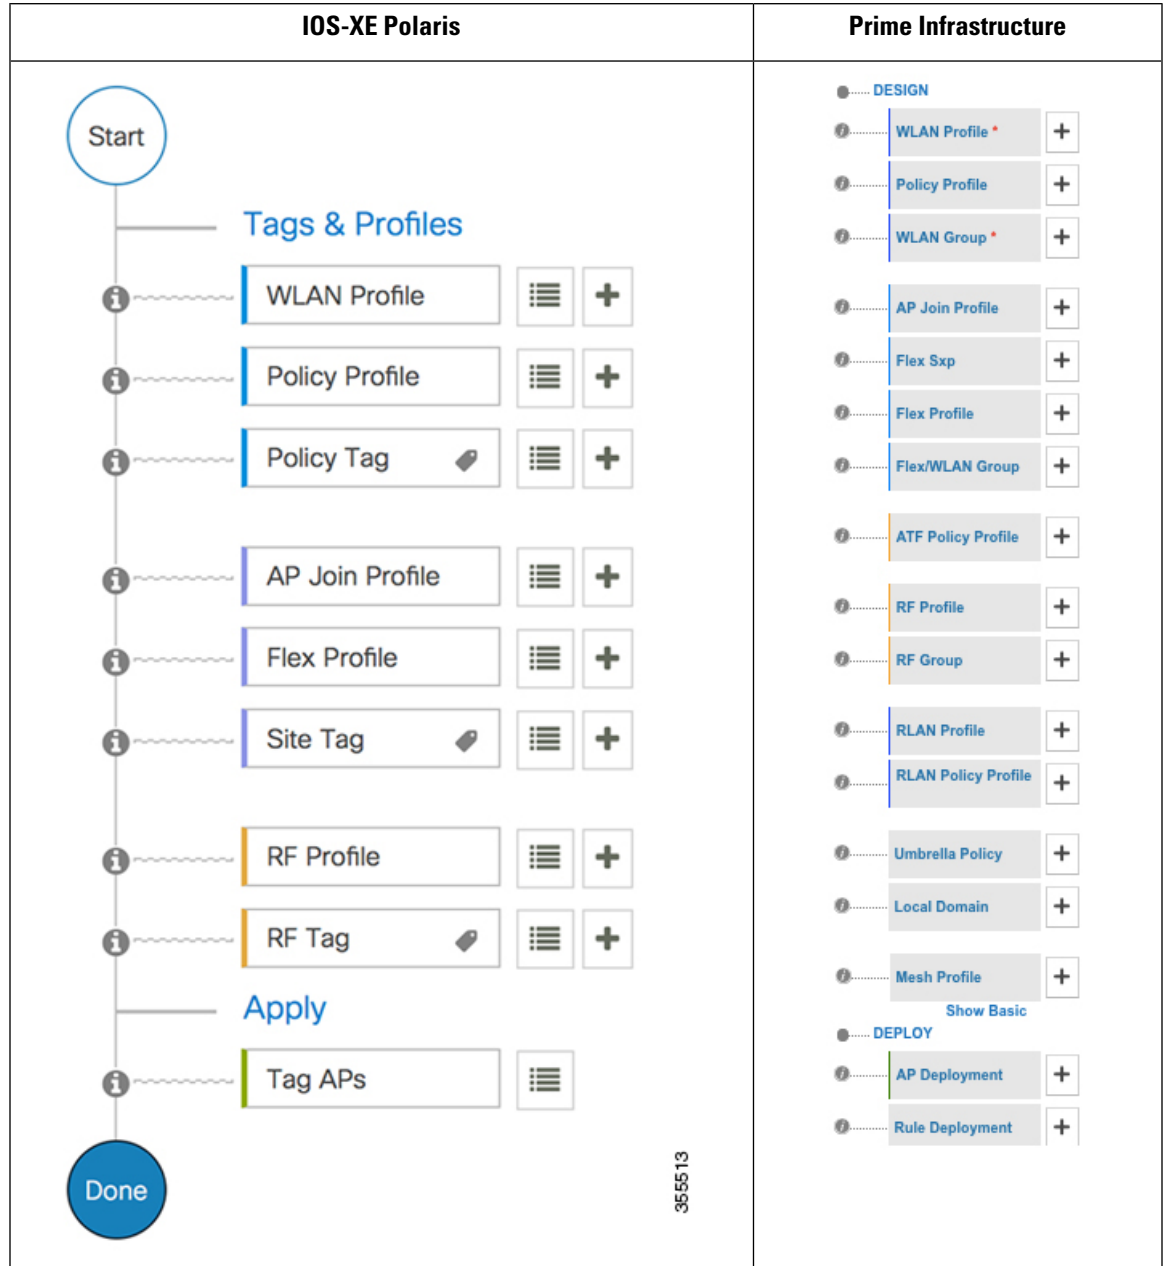 IOS-XE Polaris
Prime Infrastructure
Start
Tags & Profiles
WLAN Profile
Policy Profile
Policy Tag
AP Join Profile
Flex Profile
Site Tag
RF Profile
RF Tag
Apply
Tag APs
Done
355513
DESIGN
WLAN Profile *
Policy Profile
WLAN Group *
AP Join Profile
Flex Sxp
Flex Profile
Flex/WLAN Group
ATF Policy Profile
RF Profile
RF Group
RLAN Profile
RLAN Policy Profile
Umbrella Policy
Local Domain
Mesh Profile
Show Basic
DEPLOY
AP Deployment
Rule Deployment